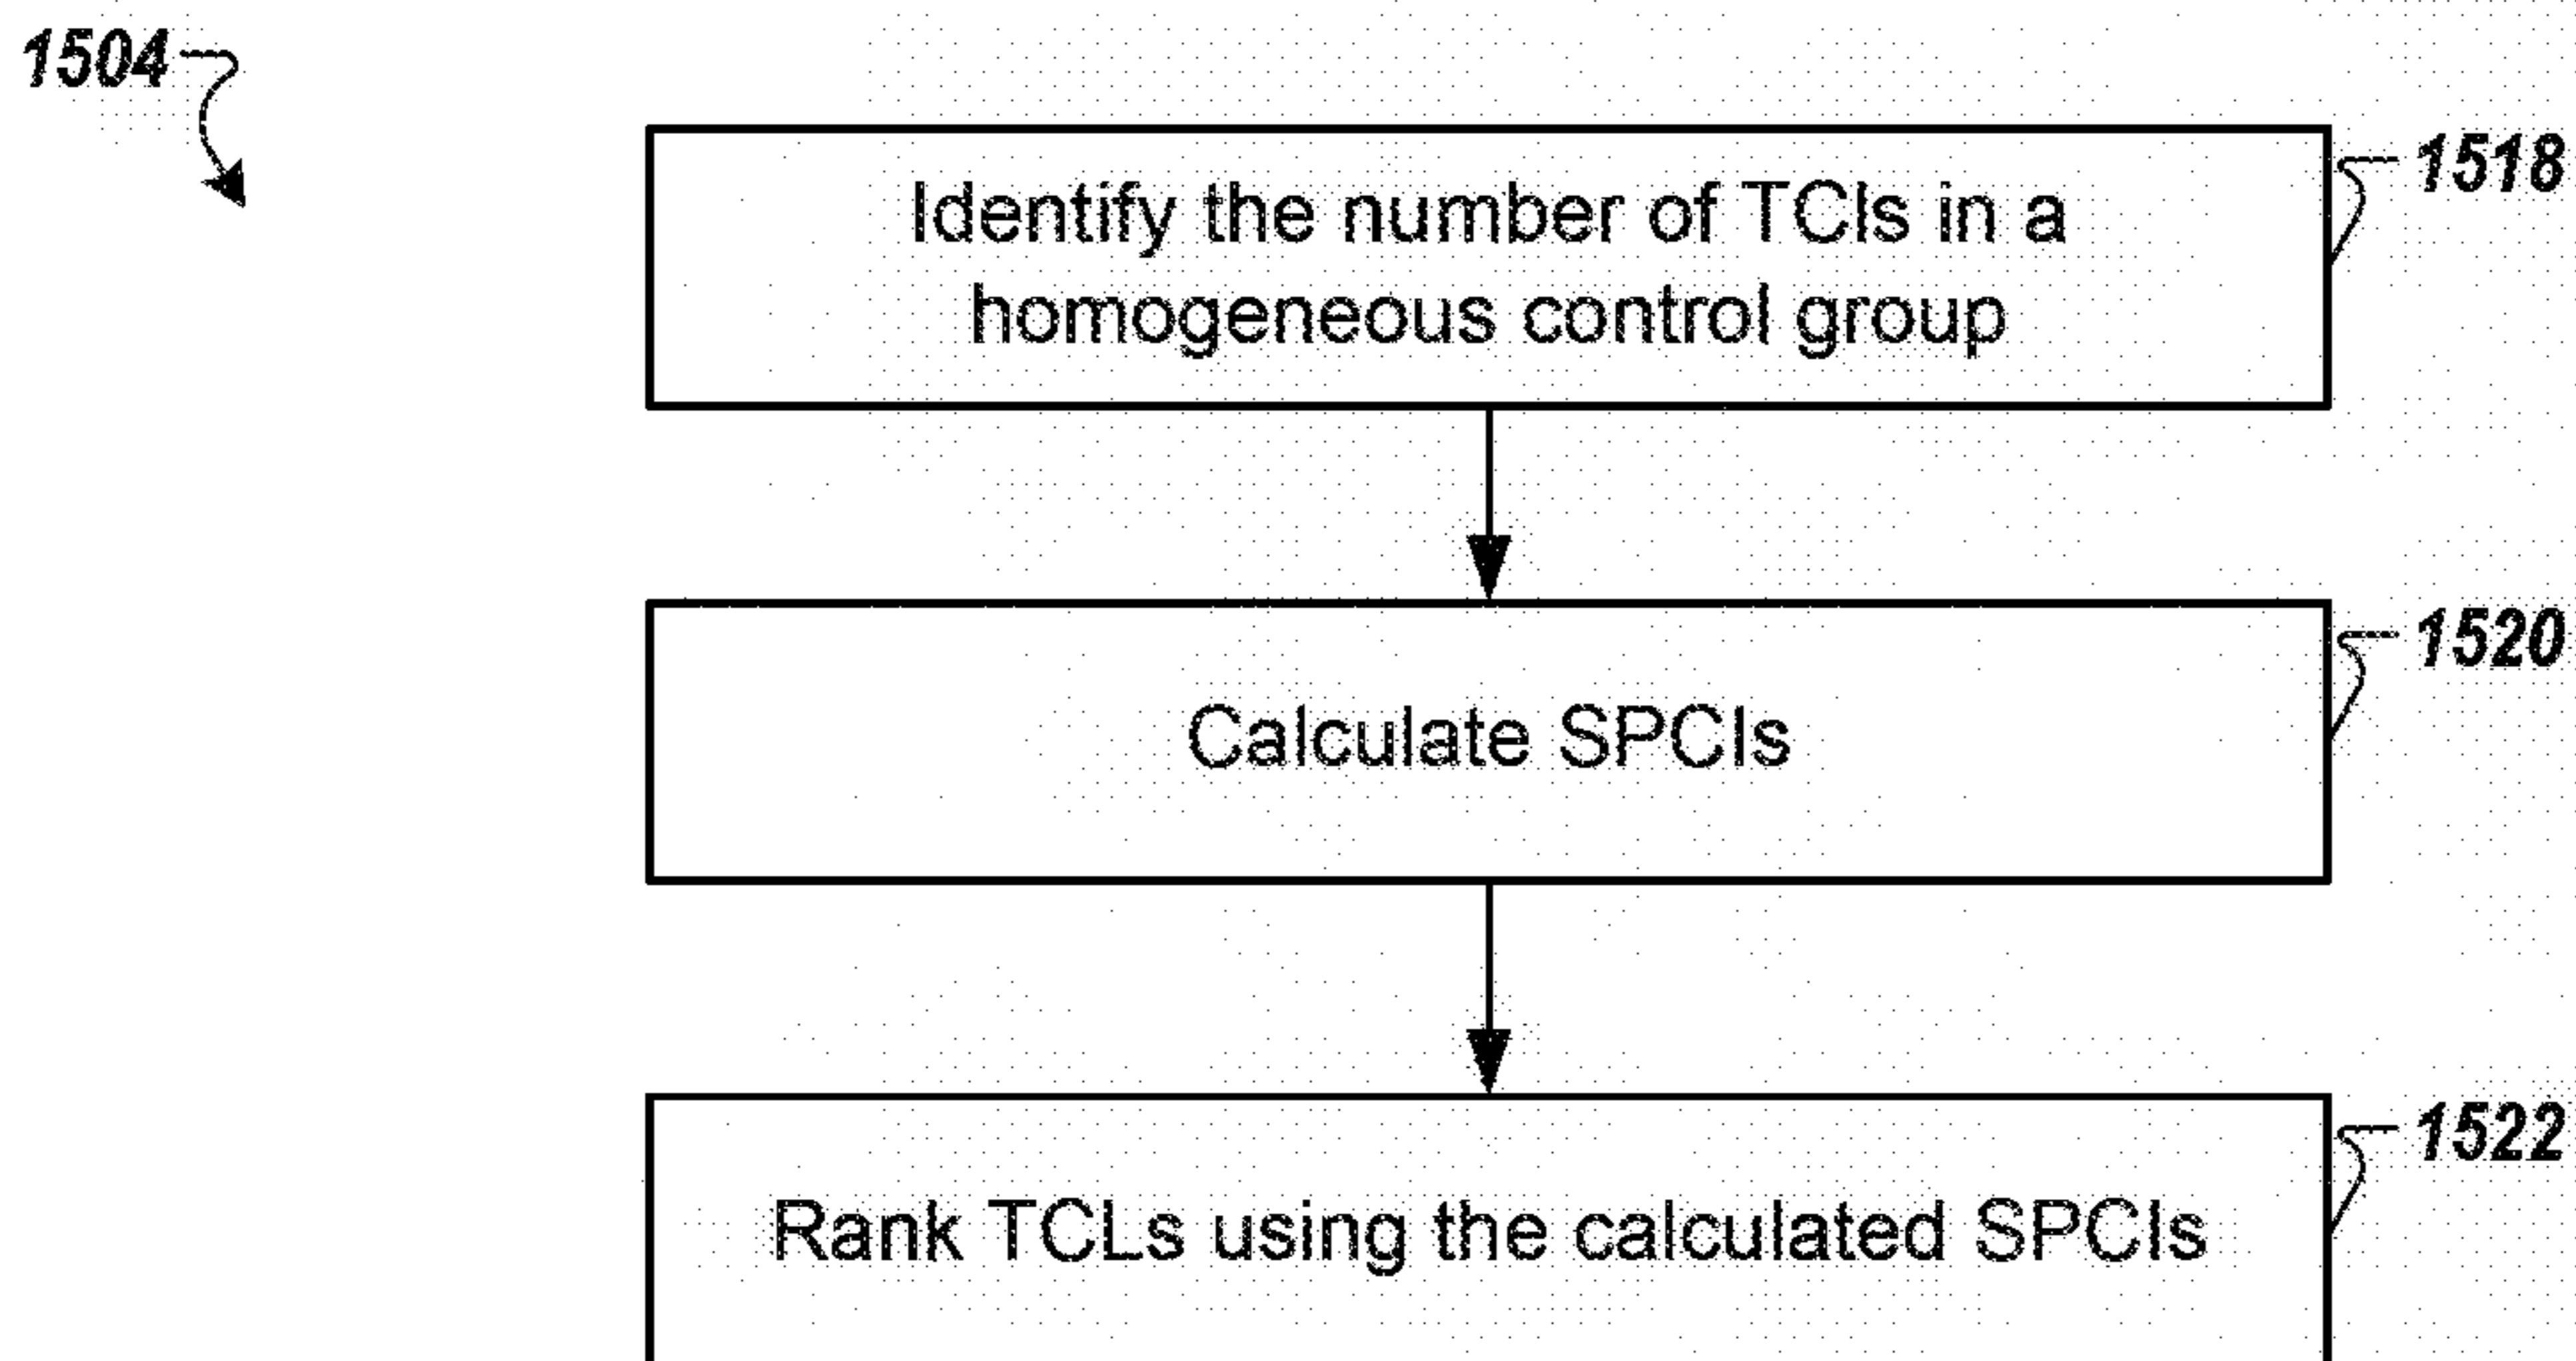 1504
Identify the number of TCIs in a
homogeneous control group
1518
Calculate SPCIs
1520
Rank TCLs using the calculated SPCIs
1522